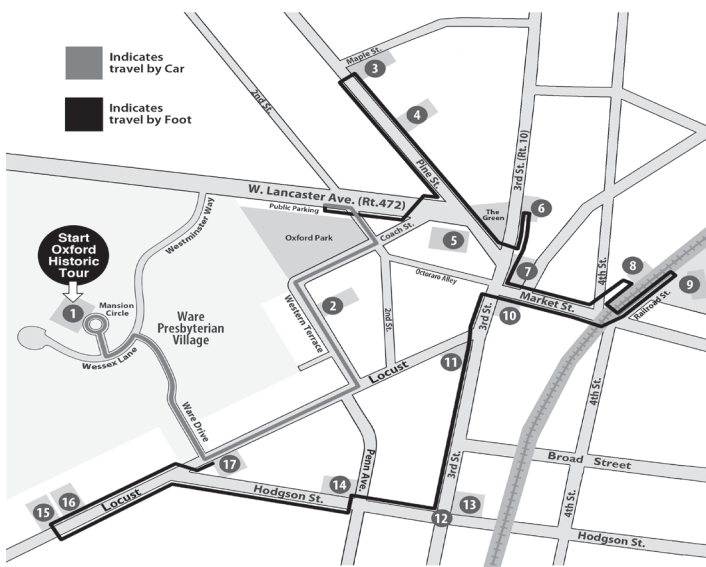 Indicates
travel by Car
Indicates
travel by Foot
Maple St.
3
2nd St.
4
3rd St. (Rt. 10)
Pine St.
W. Lancaster Ave. (Rt.472)
Public Parking
The
Green
6
4th St.
Westminster Way
Oxford Park
Coach St.
5
Start
Oxford
Historic
Tour
7
8
9
Octoraro Alley
Market St.
Railroad St.
1
Mansion
Circle
Ware
Presbyterian
Village
Western Terrace
2
2nd St.
3rd St.
10
Wessex Lane
Locust
11
4th St.
Ware Drive
17
Penn Ave.
3rd St.
Broad Street
16
15
Locust
Hodgson St.
14
12
13
4th St.
Hodgson St.